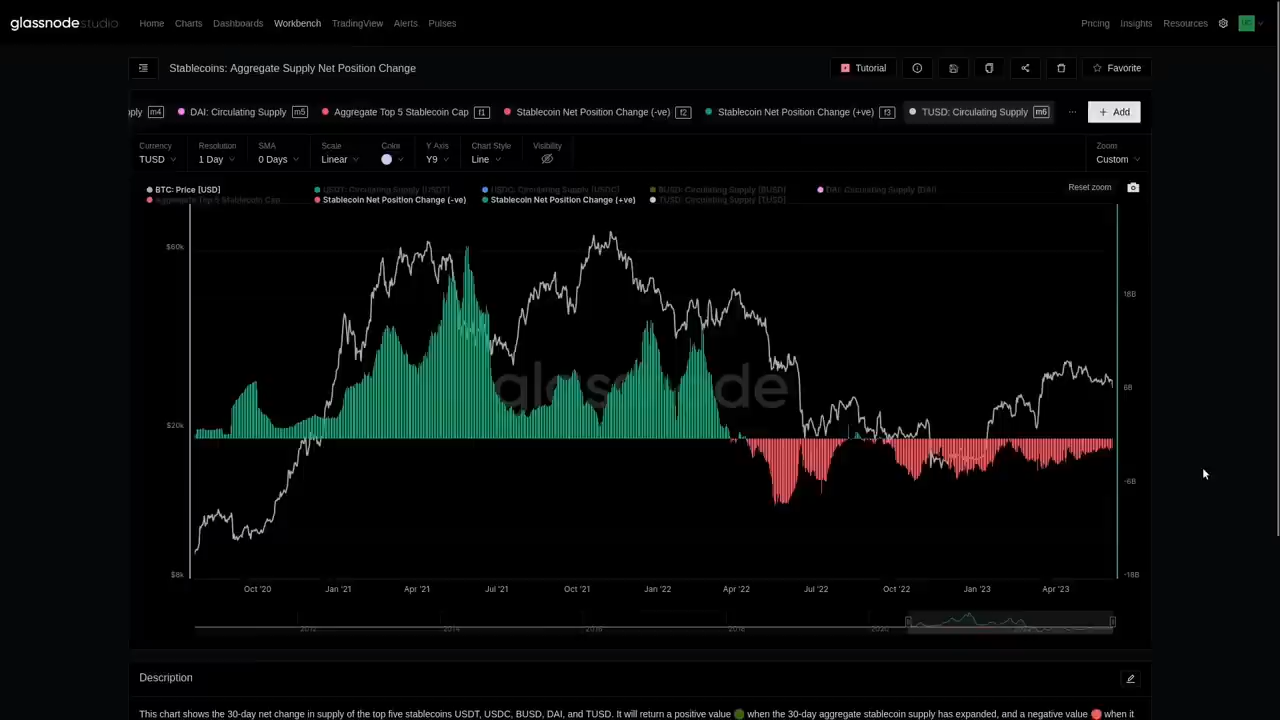 glassnodestudio Home Charts Dashboards Workbench TradingView Alerts Pulses Pricing Insights Resources
Stablecoins: Aggregate Supply Net Position Change Tutorial Favorite
ply m4 DAI: Circulating Supply m5 Aggregate Top 5 Stablecoin Cap f1 Stablecoin Net Position Change (-ve) f2 Stablecoin Net Position Change (+ve) f3 TUSD: Circulating Supply m6 ... + Add
Currency Resolution SMA Scale Color Y Axis Chart Style Visibility Zoom
TUSD 1 Day 0 Days Linear Y9 Line Custom
BTC: Price [USD] USDT: Circulating Supply [USDT] USDC: Circulating Supply [USDC] BUSD: Circulating Supply [BUSD] DAI: Circulating Supply [DAI] Reset zoom
Aggregate Top 5 Stablecoin Cap Stablecoin Net Position Change (-ve) Stablecoin Net Position Change (+ve) TUSD: Circulating Supply [TUSD]
$60k
18B
glassnode
6B
$20k
-6B
$8k -18B
Oct '20 Jan '21 Apr '21 Jul '21 Oct '21 Jan '22 Apr '22 Jul '22 Oct '22 Jan '23 Apr '23
2012 2014 2016 2018 2020
Description
This chart shows the 30-day net change in supply of the top five stablecoins USDT, USDC, BUSD, DAI, and TUSD. It will return a positive value when the 30-day aggregate stablecoin supply has expanded, and a negative value when it